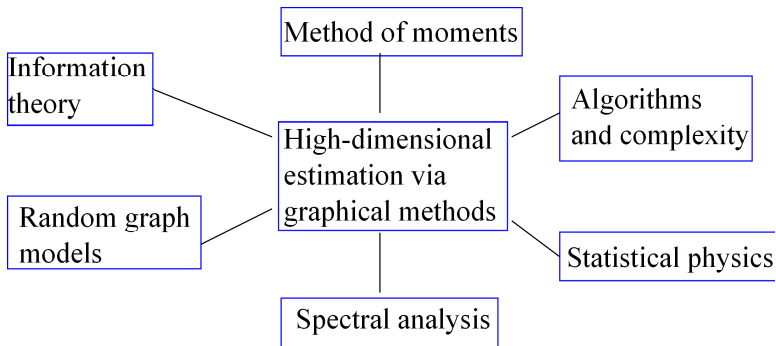 Method of moments
Information
theory
Algorithms
and complexity
High-dimensional
estimation via
graphical methods
Random graph
models
Statistical physics
Spectral analysis